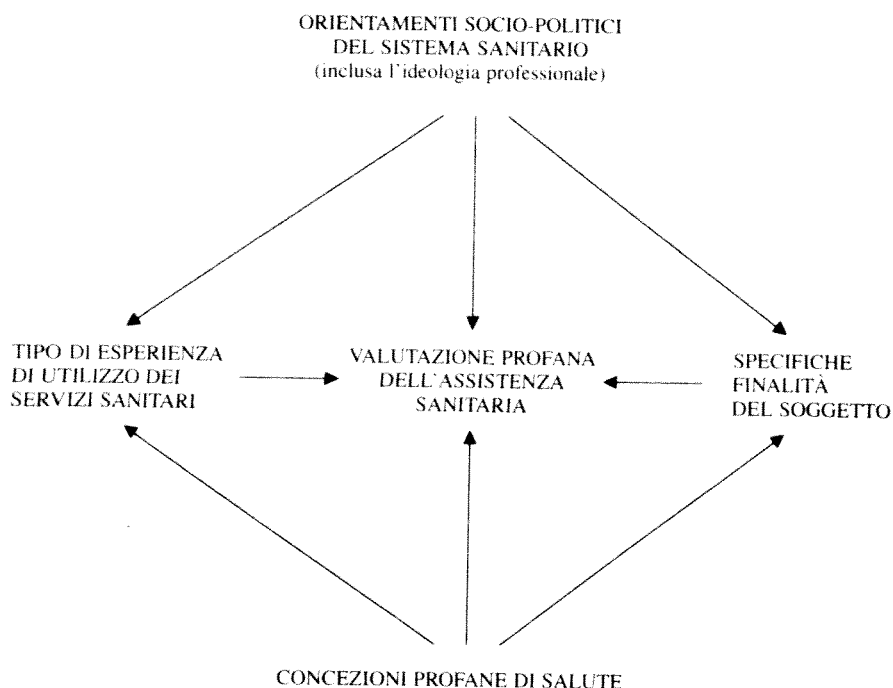 ORIENTAMENTI SOCIO-POLITICI
DEL SISTEMA SANITARIO
(inclusa l'ideologia professionale)
TIPO DI ESPERIENZA
DI UTILIZZO DEI
SERVIZI SANITARI
VALUTAZIONE PROFANA
DELL'ASSISTENZA
SANITARIA
SPECIFICHE
FINALITÀ
DEL SOGGETTO
CONCEZIONI PROFANE DI SALUTE